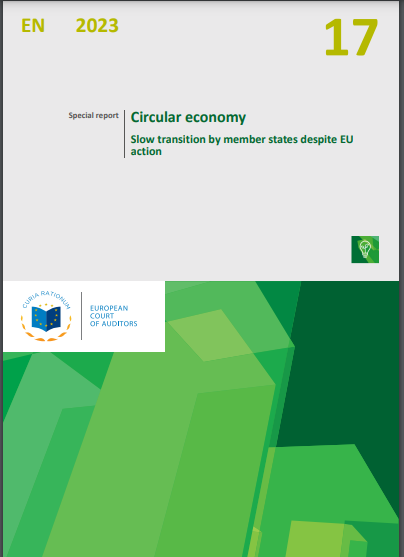 EN 2023
17
Special report
Circular economy
Slow transition by member states despite EU
action
CURIA RATIONUM
EUROPEAN
COURT
OF AUDITORS